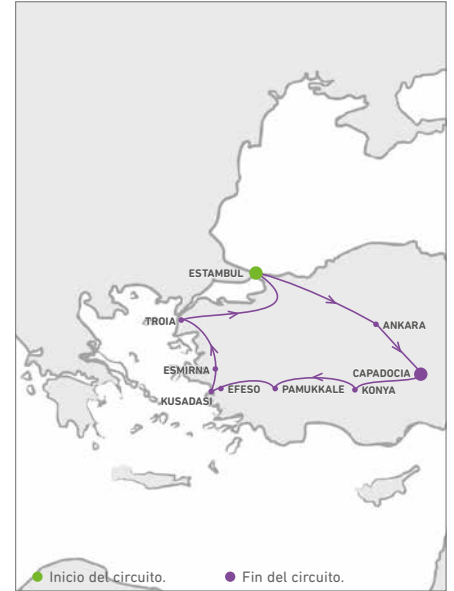 ESTAMBUL
TROIA
ANKARA
ESMIRNA
CAPADOCIA
KUSADASI
EFESO
PAMUKKALE
KONYA
Inicio del circuito.
Fin del circuito.